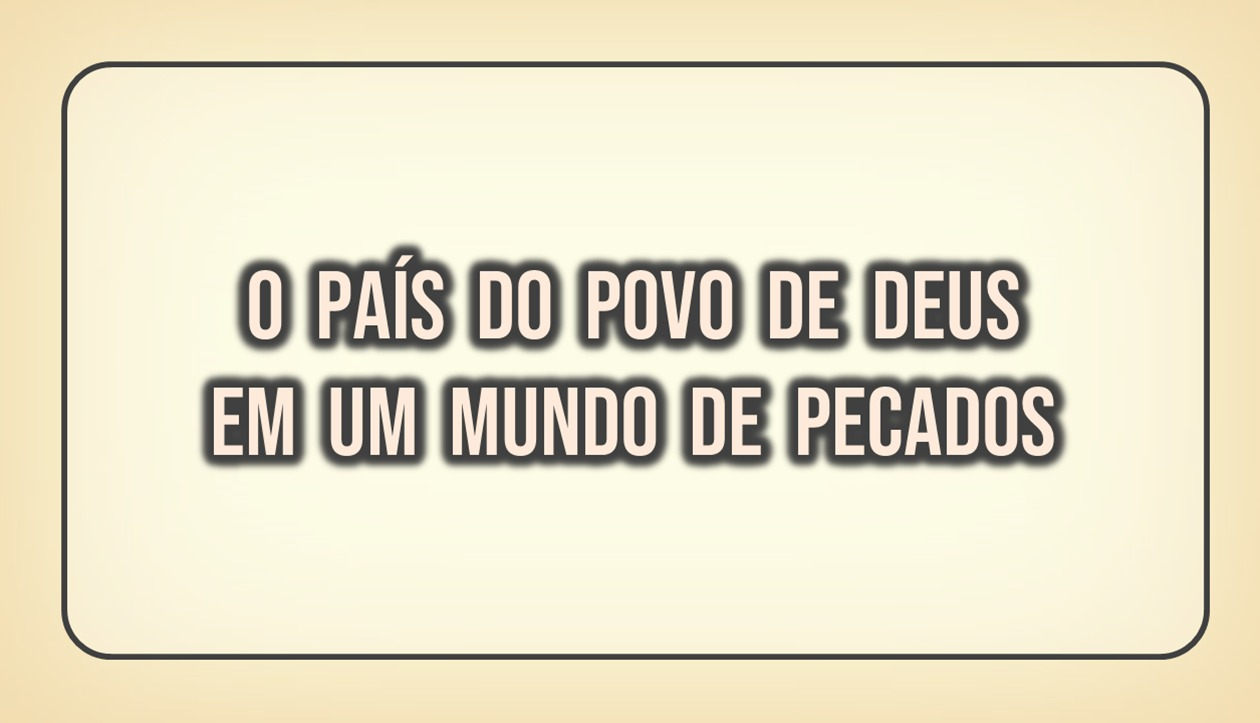 O PAÍS DO POVO DE DEUS
EM UM MUNDO DE PECADOS